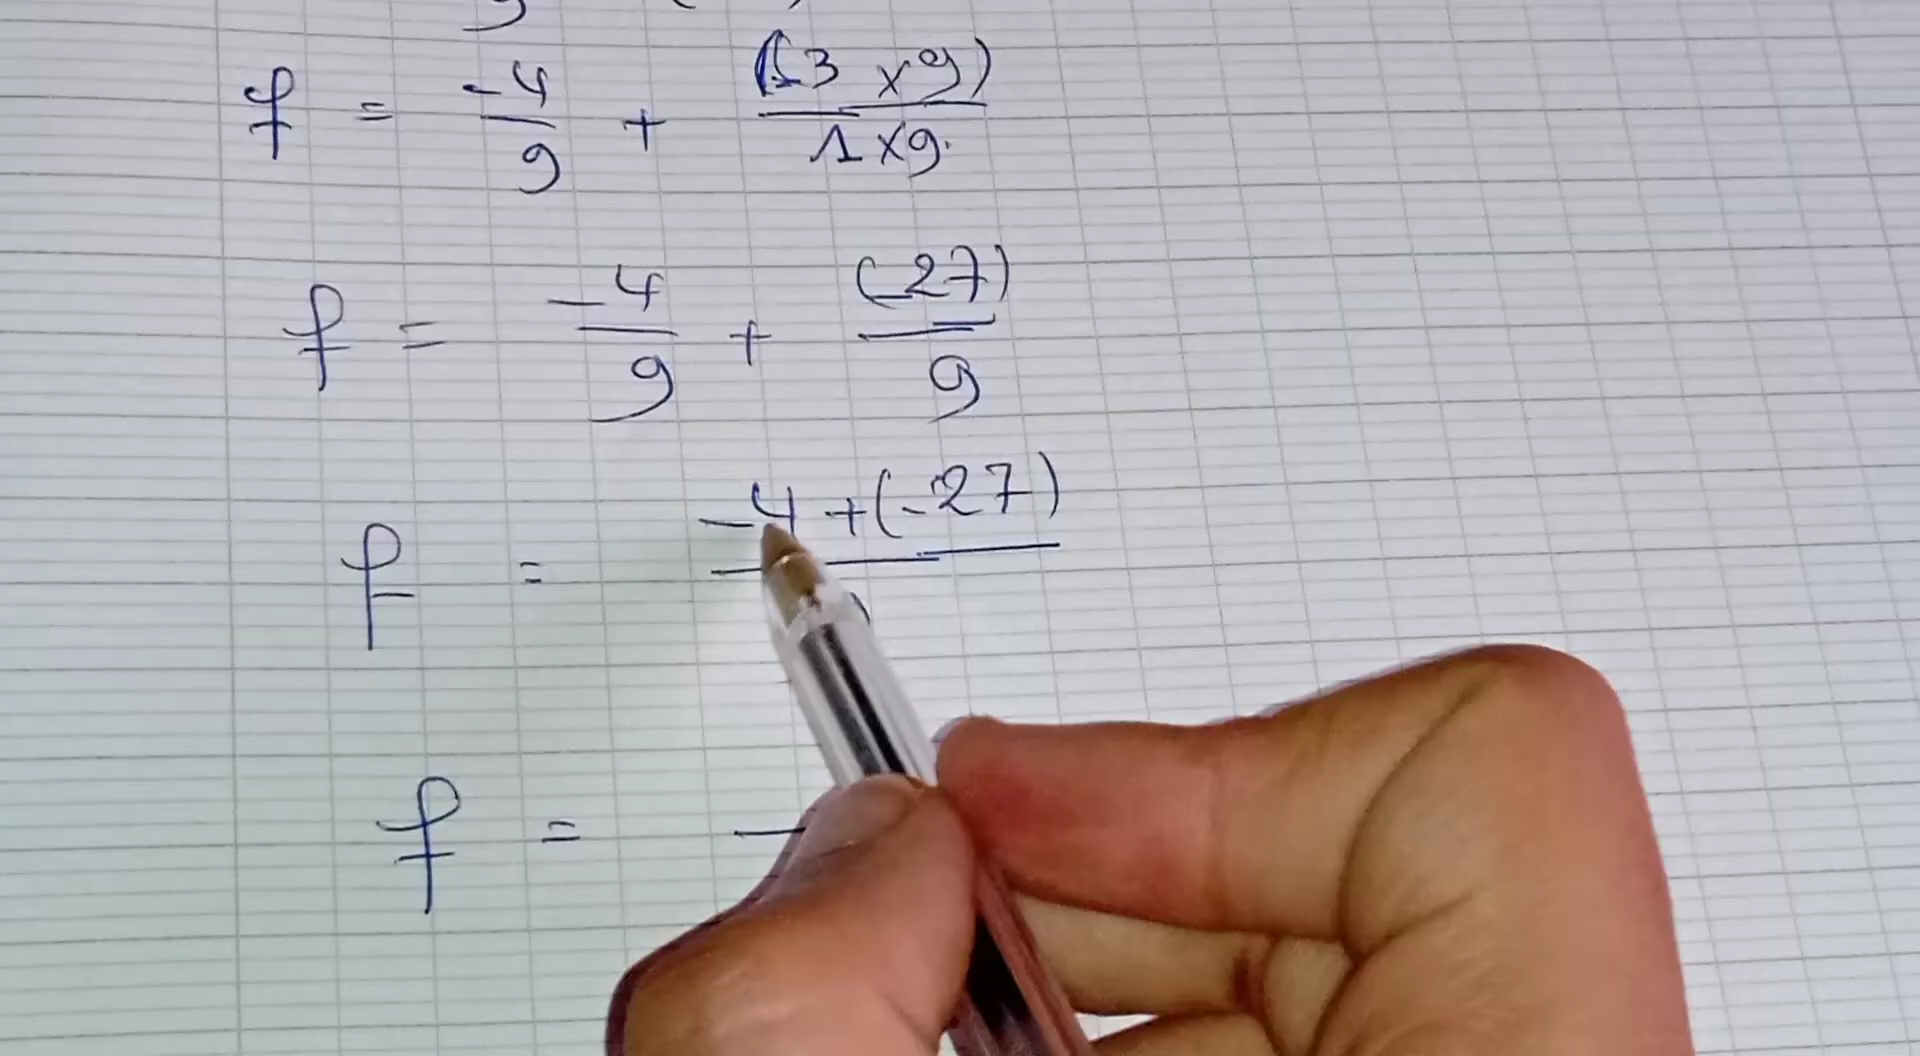 f = -4/9 + (-3 x 9)/1 x 9
f = -4/9 + (-27)/9
f = -4 + (-27)
f = -